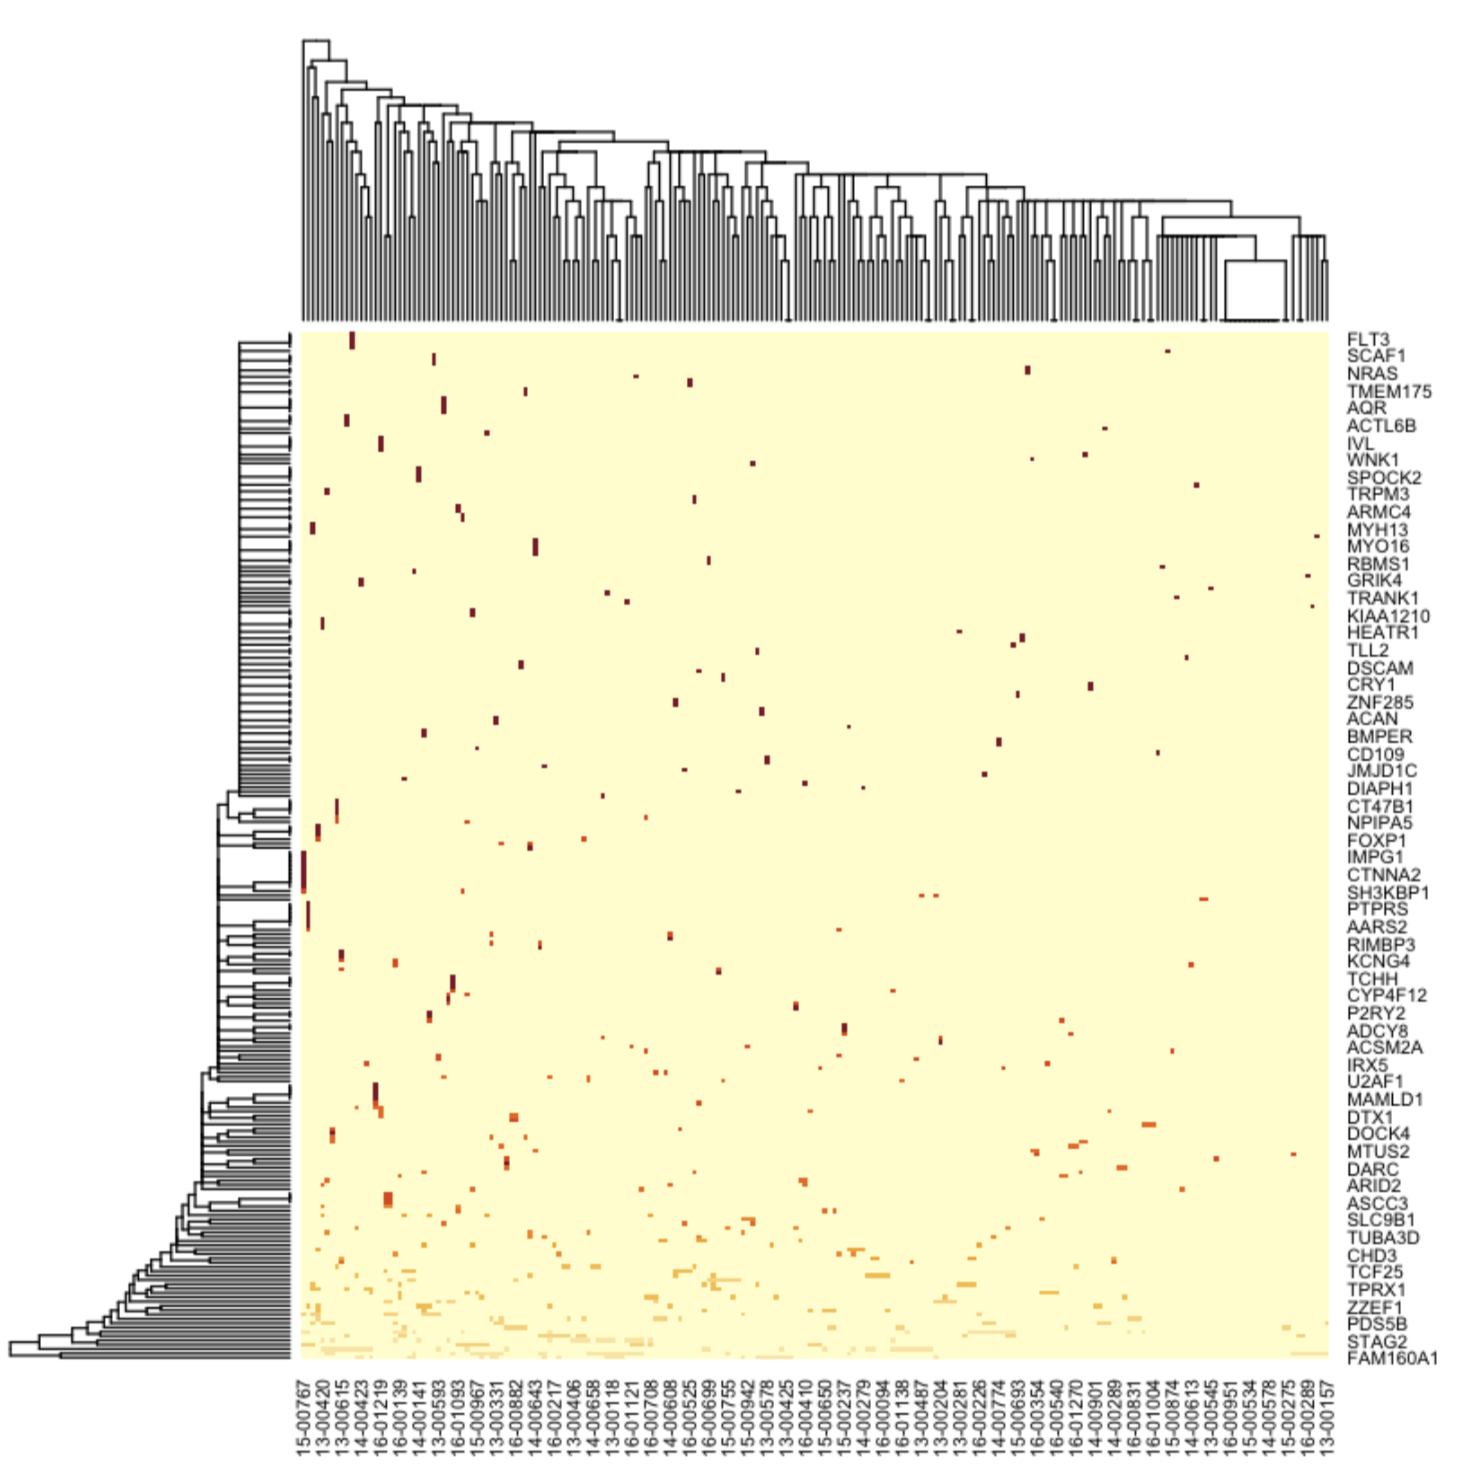 FLT3
SCAF1
NRAS
TMEM175
AQR
ACTL6B
IVL
WNK1
SPOCK2
TRPM3
ARMC4
MYH13
MYO16
RBMS1
GRIK4
TRANK1
KIAA1210
HEATR1
TLL2
DSCAM
CRY1
ZNF285
ACAN
BMPER
CD109
JMJD1C
DIAPH1
CT47B1
NPIPA5
FOXP1
IMPG1
CTNNA2
SH3KBP1
PTPRS
AARS2
RIMBP3
KCNG4
TCHH
CYP4F12
P2RY2
ADCY8
ACSM2A
IRX5
U2AF1
MAMLD1
DTX1
DOCK4
MTUS2
DARC
ARID2
ASCC3
SLC9B1
TUBA3D
CHD3
TCF25
TPRX1
ZZEF1
PDS5B
STAG2
FAM160A1
15-00767
13-00420
13-00615
14-00423
16-01219
16-00139
14-00141
13-00593
16-01093
15-00967
13-00331
16-00882
14-00643
16-00217
13-00406
14-00658
13-00118
16-01121
16-00708
14-00608
16-00525
16-00699
15-00755
15-00942
13-00578
13-00425
16-00410
15-00650
15-00237
14-00279
16-00094
16-01138
13-00487
13-00204
13-00281
16-00226
14-00774
15-00693
16-00354
16-00540
16-01270
14-00901
14-00289
16-00831
16-01004
15-00874
14-00613
13-00545
16-00951
15-00534
14-00578
15-00275
16-00289
13-00157